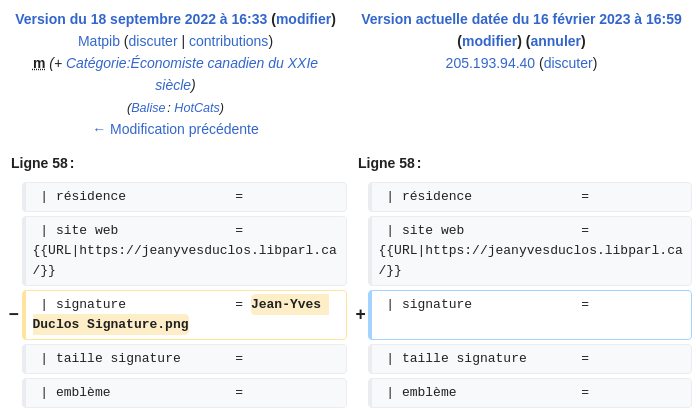 Version du 18 septembre 2022 à 16:33 (modifier)
Matpib (discuter | contributions)
m (+ Catégorie:Économiste canadien du XXIe
siècle)
(Balise : HotCats)
← Modification précédente
Version actuelle datée du 16 février 2023 à 16:59
(modifier) (annuler)
205.193.94.40 (discuter)
Ligne 58 :
Ligne 58 :
| résidence =
| résidence =
| site web =
{{URL|https://jeanyvesduclos.libparl.ca
/}}
| site web =
{{URL|https://jeanyvesduclos.libparl.ca
/}}
− | signature = Jean-Yves
Duclos Signature.png
+ | signature =
| taille signature =
| taille signature =
| emblème =
| emblème =